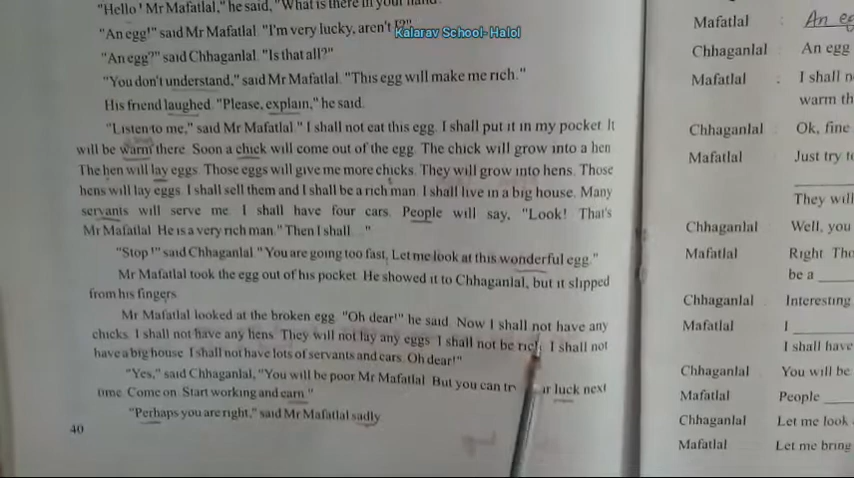 "Hello! Mr Mafatlal," he said, "What is there in your hand
"An egg!" said Mr Mafatlal. "I'm very lucky, aren't I?"
Kalarav School- Halol
"An egg?" said Chhaganlal. "Is that all?"
"You don't understand," said Mr Mafatlal. "This egg will make me rich."
His friend laughed. "Please, explain," he said.
"Listen to me," said Mr Mafatlal." I shall not eat this egg. I shall put it in my pocket. It
will be warm there. Soon a chick will come out of the egg. The chick will grow into a hen.
The hen will lay eggs. Those eggs will give me more chicks. They will grow into hens. Those
hens will lay eggs. I shall sell them and I shall be a rich man. I shall live in a big house. Many
servants will serve me. I shall have four cars. People will say, "Look! That's
Mr Mafatlal. He is a very rich man." Then I shall... "
"Stop !" said Chhaganlal." You are going too fast, Let me look at this wonderful egg."
Mr Mafatlal took the egg out of his pocket. He showed it to Chhaganlal, but it slipped
from his fingers.
Mr Mafatlal looked at the broken egg. "Oh dear!" he said. Now I shall not have any
chicks. I shall not have any hens. They will not lay any eggs. I shall not be rich. I shall not
have a big house. I shall not have lots of servants and cars. Oh dear!"
"Yes," said Chhaganlal, "You will be poor Mr Mafatlal. But you can luck next
time. Come on. Start working and earn."
"Perhaps you are right," said Mr Mafatlal sadly.
40
Mafatlal : An
Chhaganlal An egg
Mafatlal : I shall
warm
Chhaganlal Ok, fine
Mafatlal Just try
They will
Chhaganlal Well, you
Mafatlal Right
be a
Chhaganlal Interesting
Mafatlal I
I shall have
Chhaganlal You will be
Mafatlal People
Chhaganlal Let me look
Mafatlal Let me bring